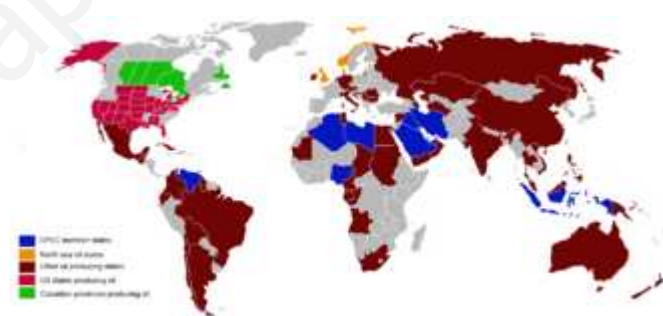 OPEC member states
North sea oil states
Other oil producing states
US states producing oil
Canadian provinces producing oil